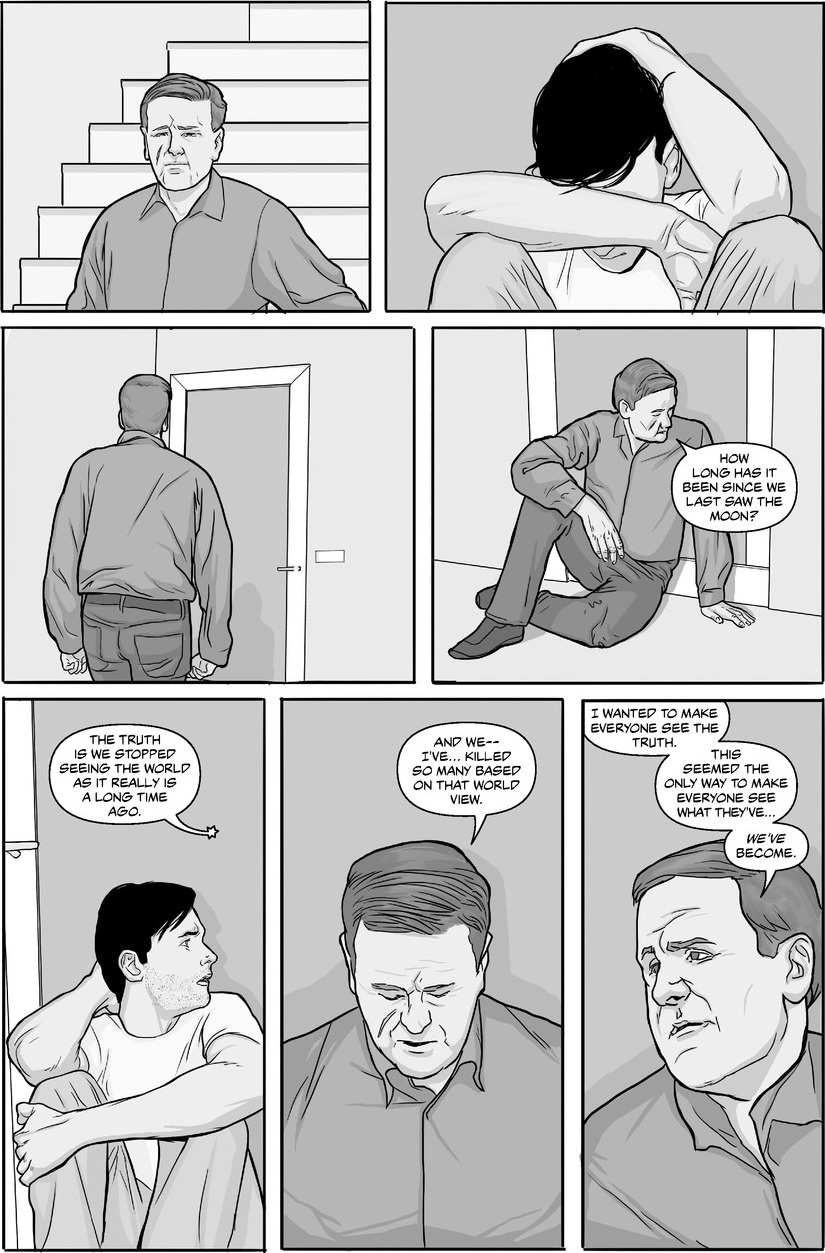 HOW
LONG HAS IT
BEEN SINCE WE
LAST SAW THE
MOON?
THE TRUTH
IS WE STOPPED
SEEING THE WORLD
AS IT REALLY IS
A LONG TIME
AGO.
AND WE--
I'VE... KILLED
SO MANY BASED
ON THAT WORLD
VIEW.
I WANTED TO MAKE
EVERYONE SEE THE
TRUTH.
THIS
SEEMED THE
ONLY WAY TO MAKE
EVERYONE SEE
WHAT THEY'VE...
WE'VE
BECOME.